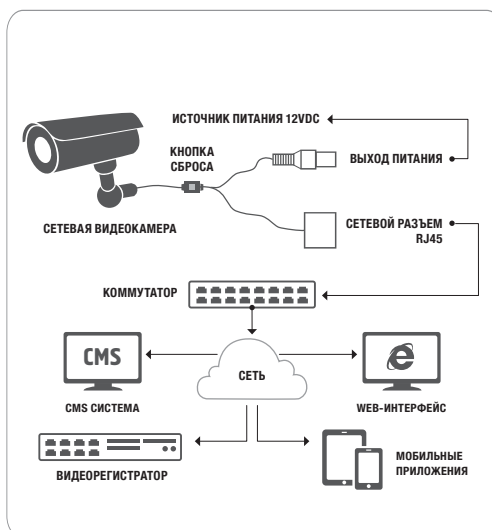 ИСТОЧНИК ПИТАНИЯ 12VDC
КНОПКА
СБРОСА
ВЫХОД ПИТАНИЯ
СЕТЕВАЯ ВИДЕОКАМЕРА
СЕТЕВОЙ РАЗЪЕМ
RJ45
КОММУТАТОР
CMS
СЕТЬ
CMS СИСТЕМА
WEB-ИНТЕРФЕЙС
ВИДЕОРЕГИСТРАТОР
МОБИЛЬНЫЕ
ПРИЛОЖЕНИЯ